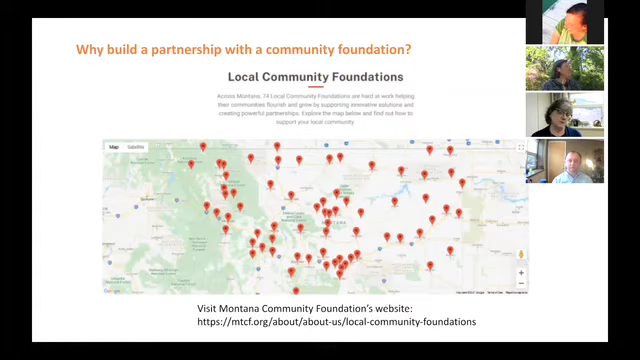 Why build a partnership with a community foundation?
Local Community Foundations
Across Montana, 74 Local Community Foundations are hard at work helping
their communities flourish and grow by supporting innovative solutions and
creating powerful partnerships. Explore the map below and find out how to
support your local community
Map Satellite
Google
Visit Montana Community Foundation's website:
https://mtcf.org/about/about-us/local-community-foundations